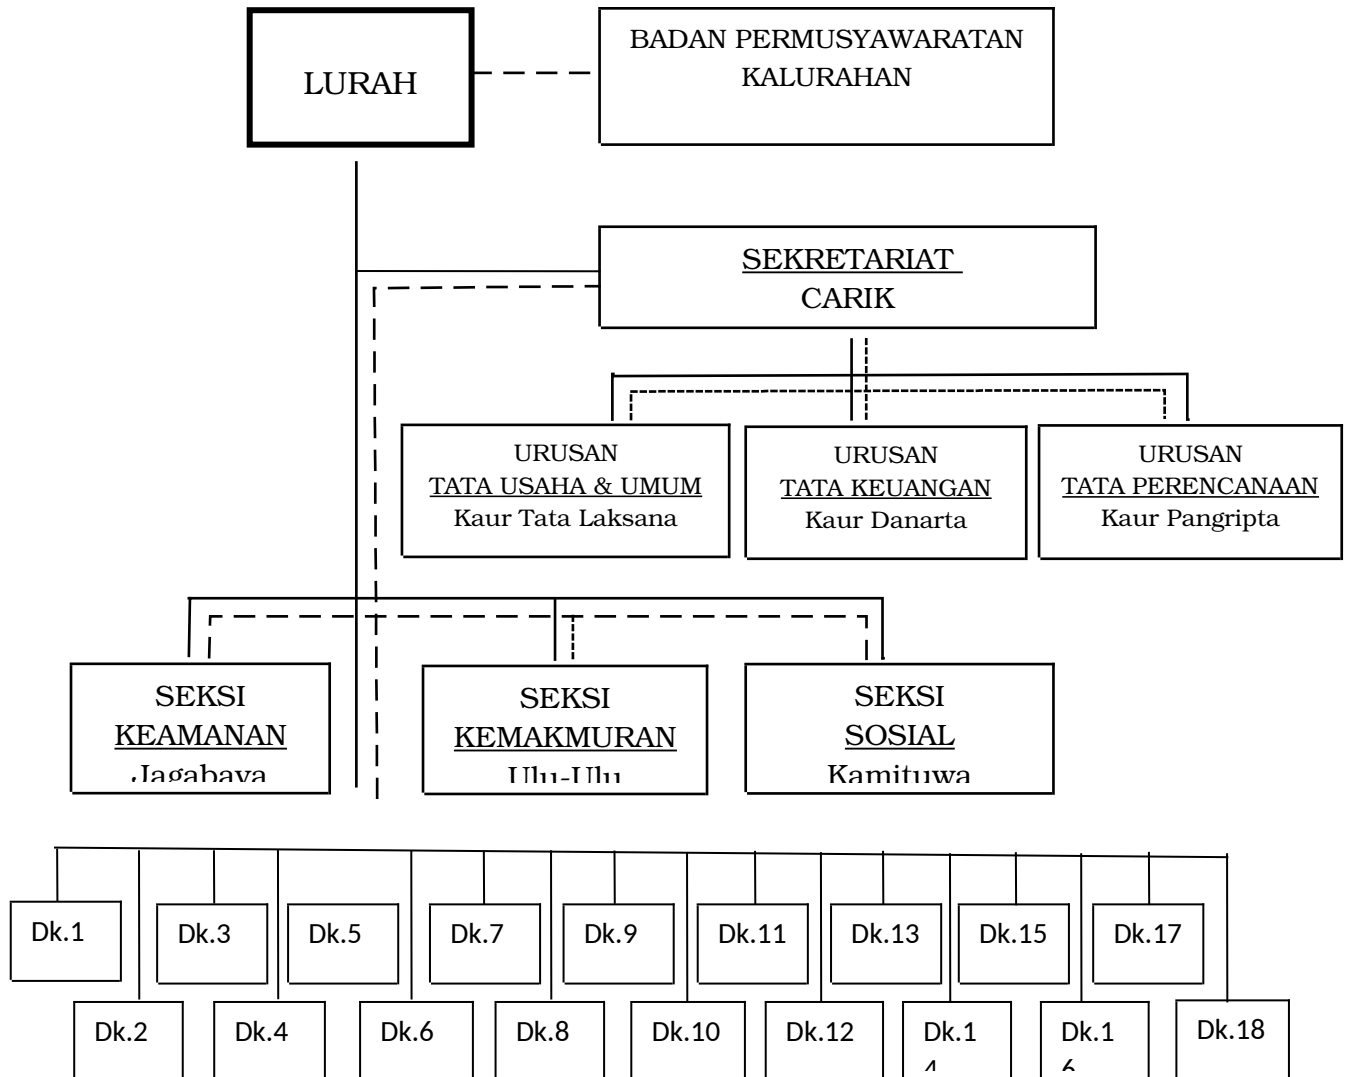 LURAH
BADAN PERMUSYAWARATAN
KALURAHAN
SEKRETARIAT
CARIK
URUSAN
TATA USAHA & UMUM
Kaur Tata Laksana
URUSAN
TATA KEUANGAN
Kaur Danarta
URUSAN
TATA PERENCANAAN
Kaur Pangripta
SEKSI
KEAMANAN
Jagabaya
SEKSI
KEMAKMURAN
Ulu-Ulu
SEKSI
SOSIAL
Kamituwa
Dk.1
Dk.3
Dk.5
Dk.7
Dk.9
Dk.11
Dk.13
Dk.15
Dk.17
Dk.2
Dk.4
Dk.6
Dk.8
Dk.10
Dk.12
Dk.1
4
Dk.1
6
Dk.18